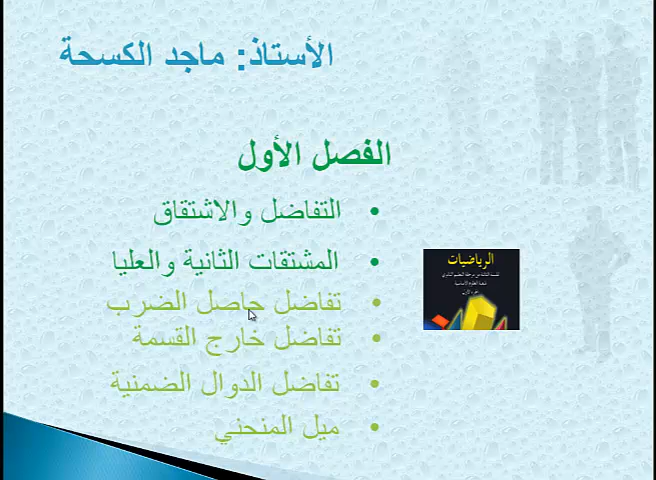 الأستاذ: ماجد الكسحة
الفصل الأول
• التفاضل والاشتقاق
• المشتقات الثانية والعليا
• تفاضل حاصل الضرب
• تفاضل خارج القسمة
• تفاضل الدوال الضمنية
• ميل المنحني
الرياضيات